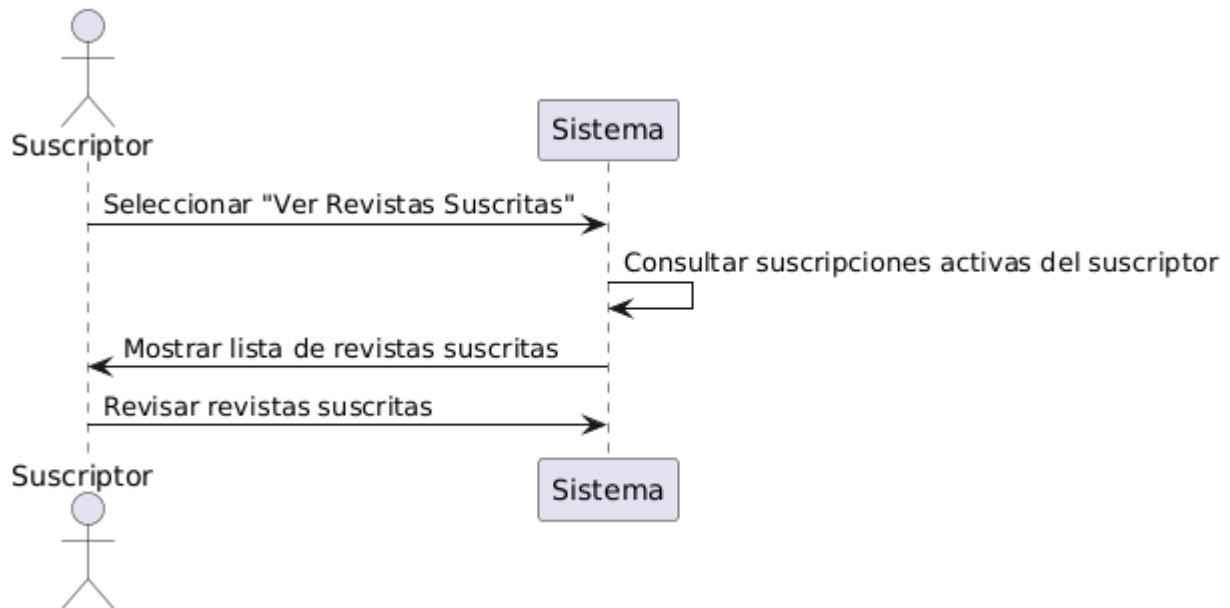 Suscriptor
Sistema
Seleccionar "Ver Revistas Suscritas"
Consultar suscripciones activas del suscriptor
Mostrar lista de revistas suscritas
Revisar revistas suscritas
Suscriptor
Sistema